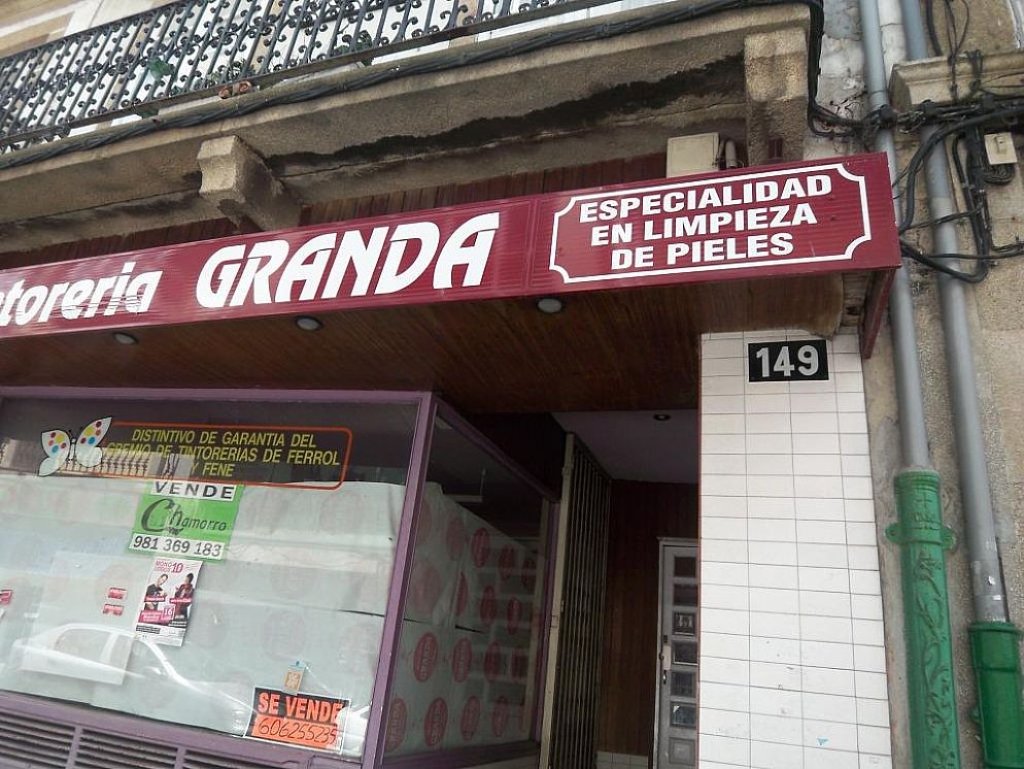 ntoreria GRANDA
ESPECIALIDAD
EN LIMPIEZA
DE PIELES
149
DISTINTIVO DE GARANTIA DEL
GREMIO DE TINTORERIAS DE FERROL
Y FENE
VENDE
Chamorro
981 369 183
SE VENDE
606255235